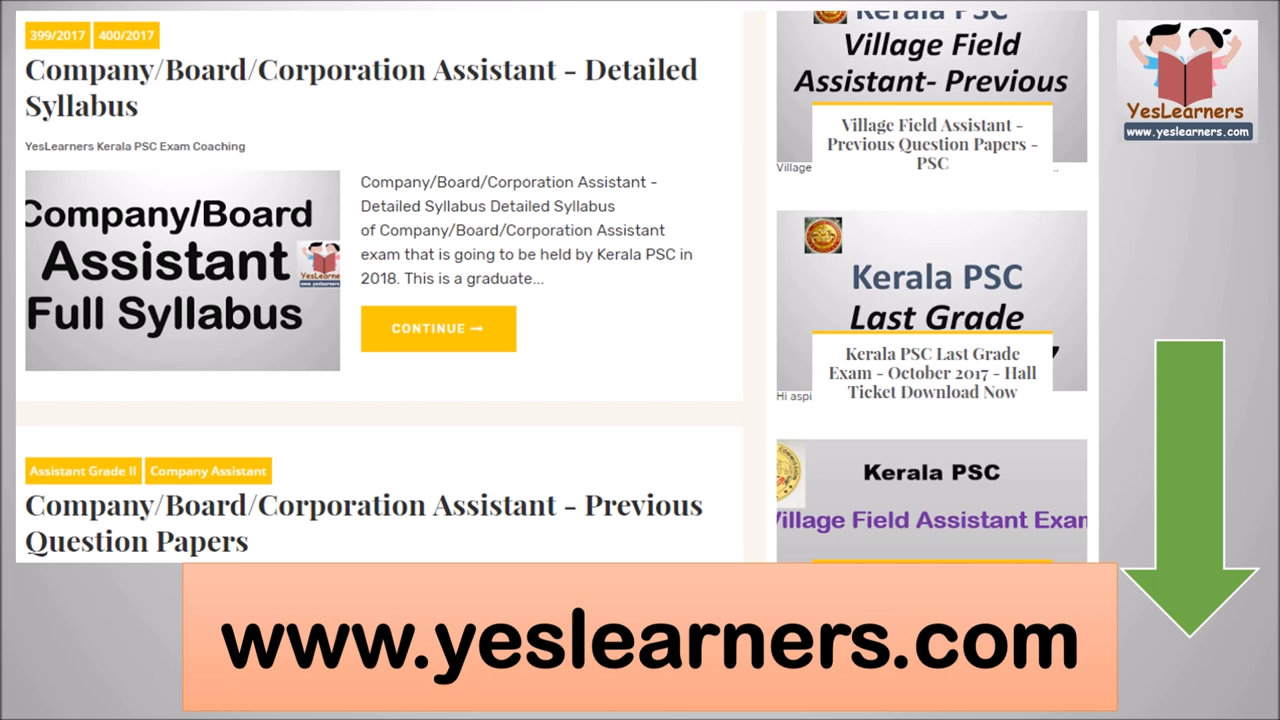 399/2017 400/2017
Company/Board/Corporation Assistant - Detailed
Syllabus
YesLearners Kerala PSC Exam Coaching
Company/Board
Assistant
Full Syllabus
YesLearne
Company/Board/Corporation Assistant -
Detailed Syllabus Detailed Syllabus
of Company/Board/Corporation Assistant
exam that is going to be held by Kerala PSC in
2018. This is a graduate...
CONTINUE
Assistant Grade II Company Assistant
Company/Board/Corporation Assistant - Previous
Question Papers
Kerala PSC
Village Field
Assistant- Previous
Village Field Assistant -
Previous Question Papers -
PSC
Village ..
Kerala PSC
Last Grade
Kerala PSC Last Grade
Exam - October 2017 - Hall
Ticket Download Now
Hi aspi
Kerala PSC
Village Field Assistant Exam
YesLearners
www.yeslearners.com
www.yeslearners.com